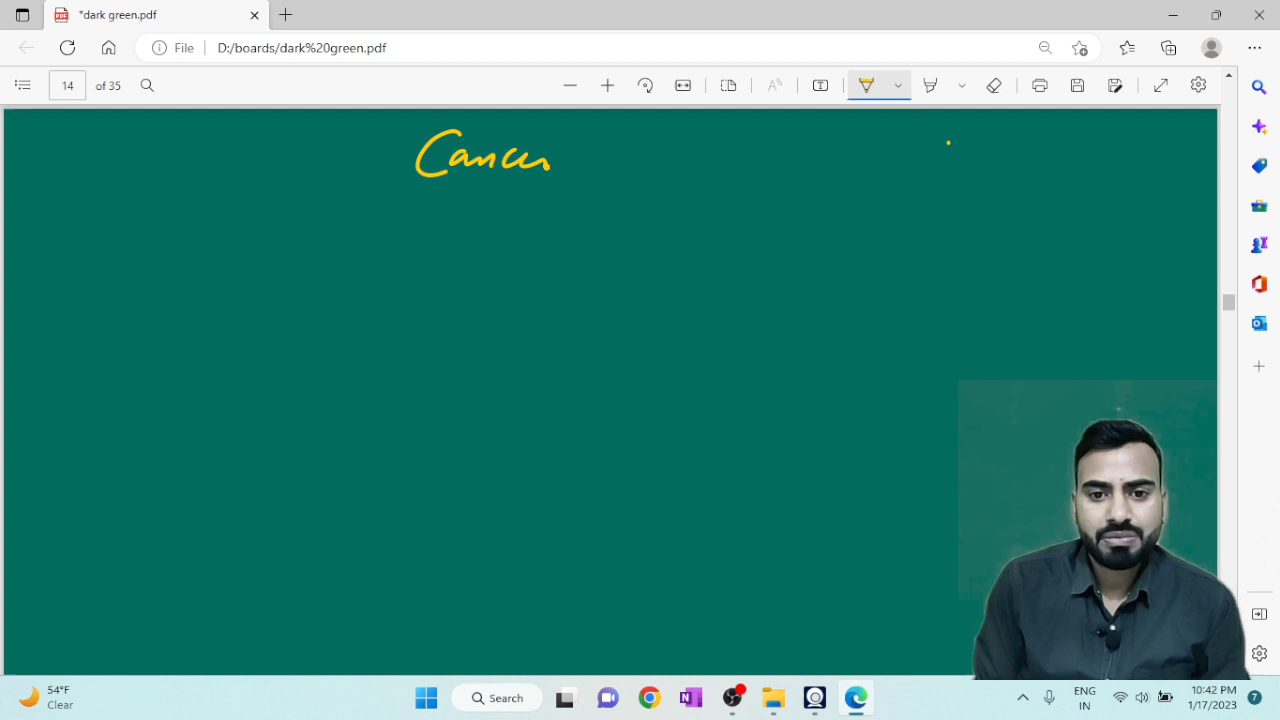 *dark green.pdf
File D:/boards/dark%20green.pdf
14 of 35
Cancer
54°F
Clear
Search
ENG
IN
10:42 PM
1/17/2023
7